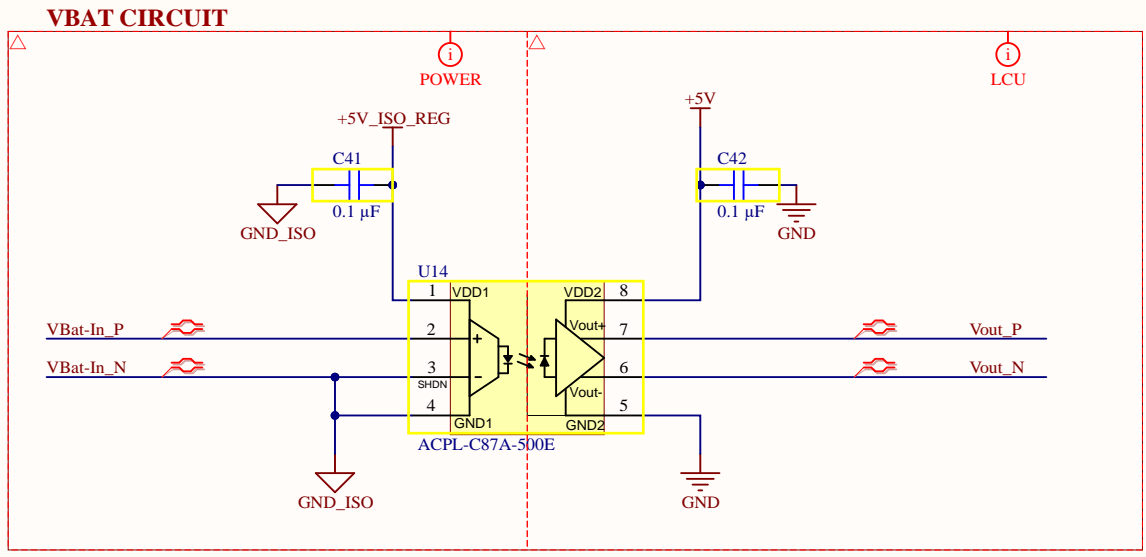 VBAT CIRCUIT
i
i
POWER
LCU
+5V_ISO_REG
+5V
C41
C42
0.1 µF
0.1 µF
GND_ISO
GND
U14
1
VDD1
VDD2
8
VBat-In_P
2
+
Vout+
7
Vout_P
VBat-In_N
3
-
6
Vout_N
SHDN
Vout-
4
5
GND1
GND2
ACPL-C87A-500E
GND_ISO
GND